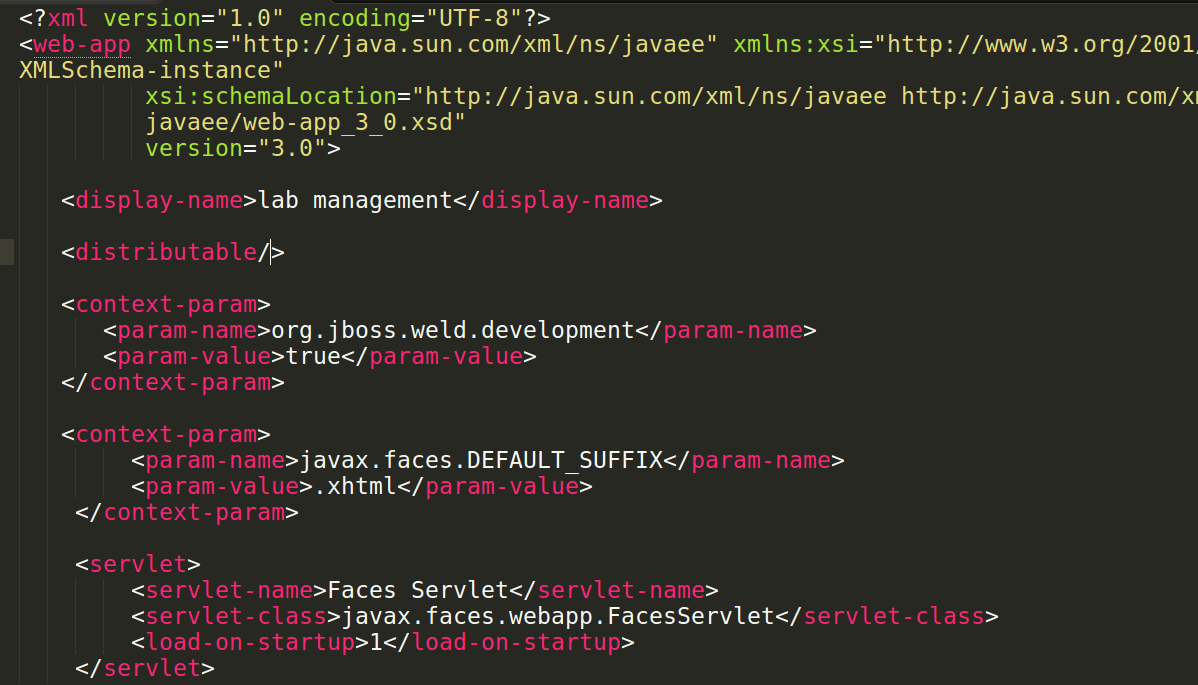 <?xml version="1.0" encoding="UTF-8"?>
<web-app xmlns="http://java.sun.com/xml/ns/javaee" xmlns:xsi="http://www.w3.org/2001/
XMLSchema-instance"
xsi:schemaLocation="http://java.sun.com/xml/ns/javaee http://java.sun.com/xm
javaee/web-app_3_0.xsd"
version="3.0">
<display-name>lab management</display-name>
<distributable/>
<context-param>
<param-name>org.jboss.weld.development</param-name>
<param-value>true</param-value>
</context-param>
<context-param>
<param-name>javax.faces.DEFAULT_SUFFIX</param-name>
<param-value>.xhtml</param-value>
</context-param>
<servlet>
<servlet-name>Faces Servlet</servlet-name>
<servlet-class>javax.faces.webapp.FacesServlet</servlet-class>
<load-on-startup>1</load-on-startup>
</servlet>